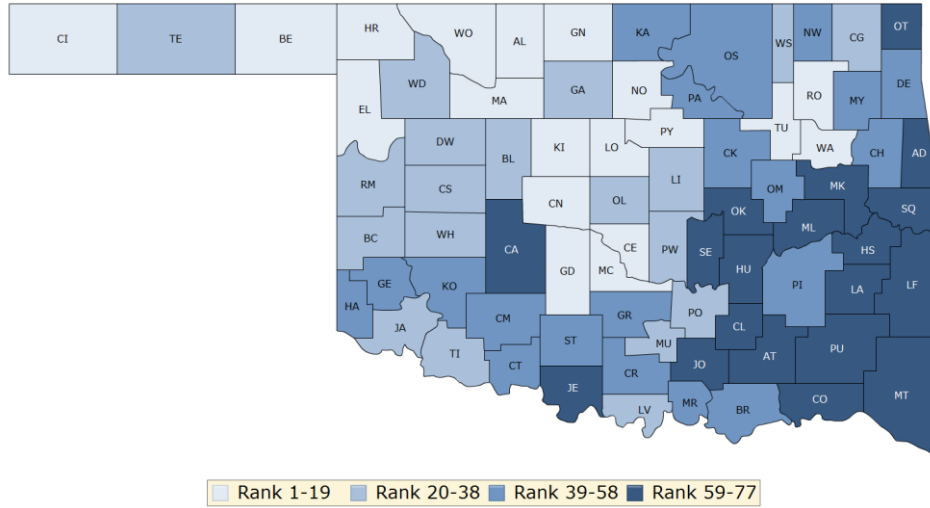 CI TE BE HR WO AL GN KA OS WS NW CG OT
WD EL MA GA NO PA RO MY DE
DW BL KI LO PY TU WA CK CH AD
RM CS CN OL LI OM MK SQ
BC WH CA GD MC CE PW SE OK ML HS
HA GE KO HU PI LA LF
JA TI CM ST GR PO CL
CT MU CR JO AT PU
JE LV MR BR CO MT
Rank 1-19 Rank 20-38 Rank 39-58 Rank 59-77